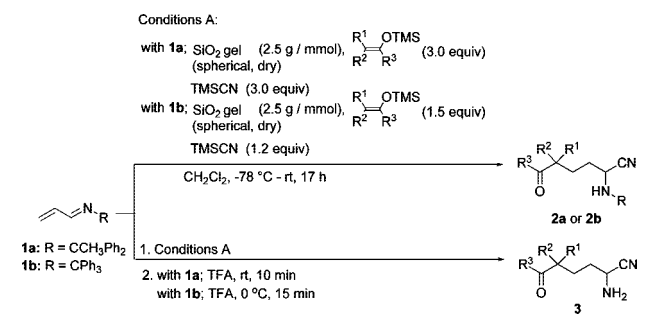 Conditions A:
R1 OTMS
with 1a; SiO2 gel (2.5 g / mmol), R2 R3 (3.0 equiv)
(spherical, dry)
TMSCN (3.0 equiv)
R1 OTMS
with 1b; SiO2 gel (2.5 g / mmol), R2 R3 (1.5 equiv)
(spherical, dry)
TMSCN (1.2 equiv)
CH2Cl2, -78 °C - rt, 17 h
R2 R1
R3 CN
O HN R
2a or 2b
N R
1a: R = CCH3Ph2
1b: R = CPh3
1. Conditions A
2. with 1a; TFA, rt, 10 min
with 1b; TFA, 0 °C, 15 min
R2 R1
R3 CN
O NH2
3